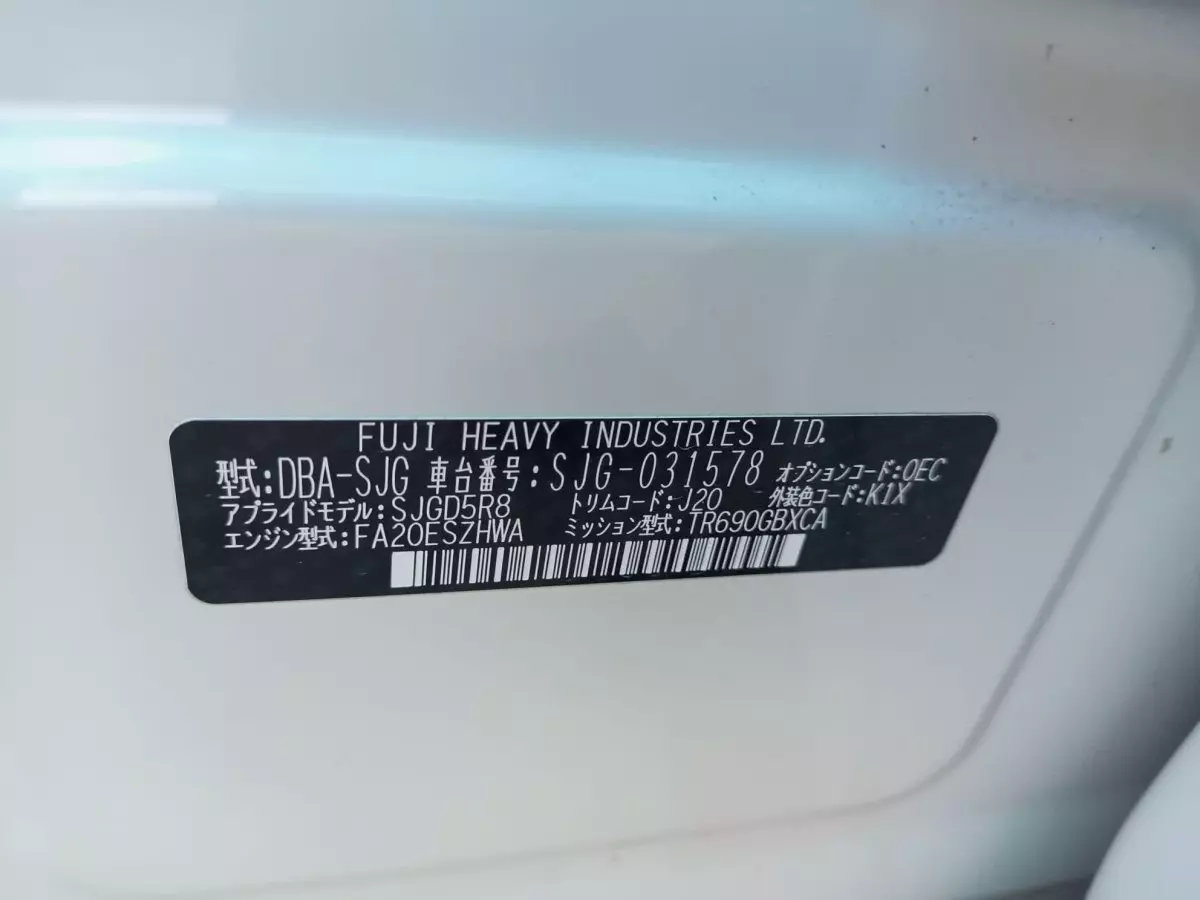 FUJI HEAVY INDUSTRIES LTD.
型式:DBA-SJG 車台番号:SJG-031578 オプションコード:OEC
アプライドモデル:SJGD5R8 トリムコード:J20 外装色コード:K1X
エンジン型式:FA20ESZHWA ミッション型式:TR690GBXCA